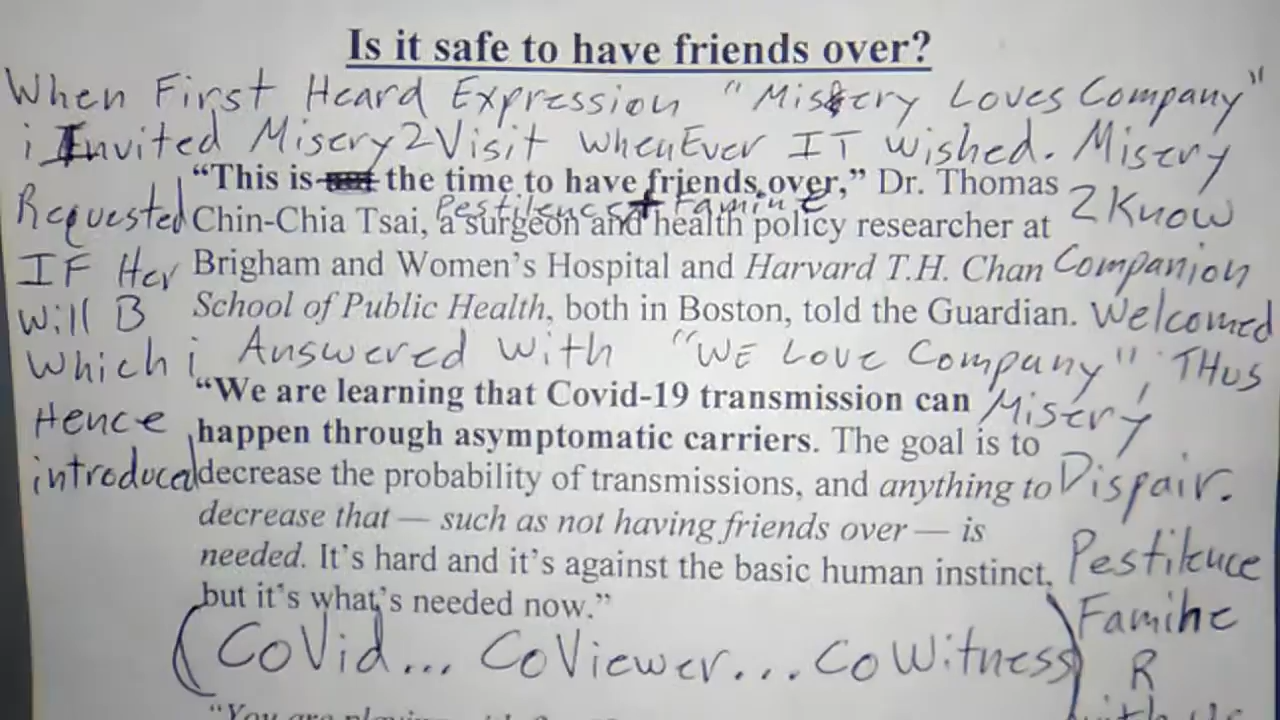 Is it safe to have friends over?
When First Heard Expression "Misery Loves Company"
i Invited Misery 2 Visit WhenEver IT wished. Misery
"This is the time to have friends over," Dr. Thomas
Pestilence + Famine
Requested Chin-Chia Tsai, a surgeon and health policy researcher at 2 Know
IF Her Brigham and Women's Hospital and Harvard T.H. Chan Companion
Will B School of Public Health, both in Boston, told the Guardian. Welcomed
Which i Answered with "WE Love Company", THus
"We are learning that Covid-19 transmission can Misery
Hence happen through asymptomatic carriers. The goal is to
introduced decrease the probability of transmissions, and anything to Dispair.
decrease that — such as not having friends over — is
needed. It's hard and it's against the basic human instinct, Pestilence
but it's what's needed now." Famine
(CoVid... CoViewer... CoWitness) R
"You are with Us